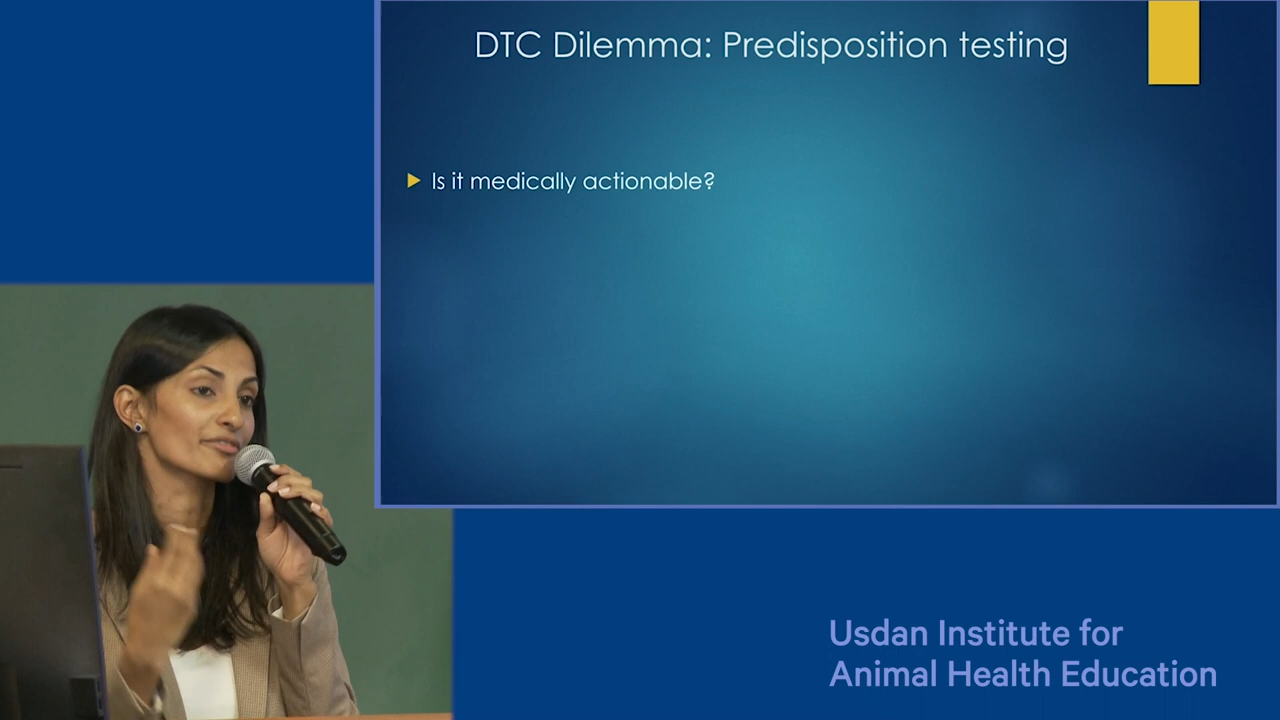 DTC Dilemma: Predisposition testing
Is it medically actionable?
Usdan Institute for
Animal Health Education